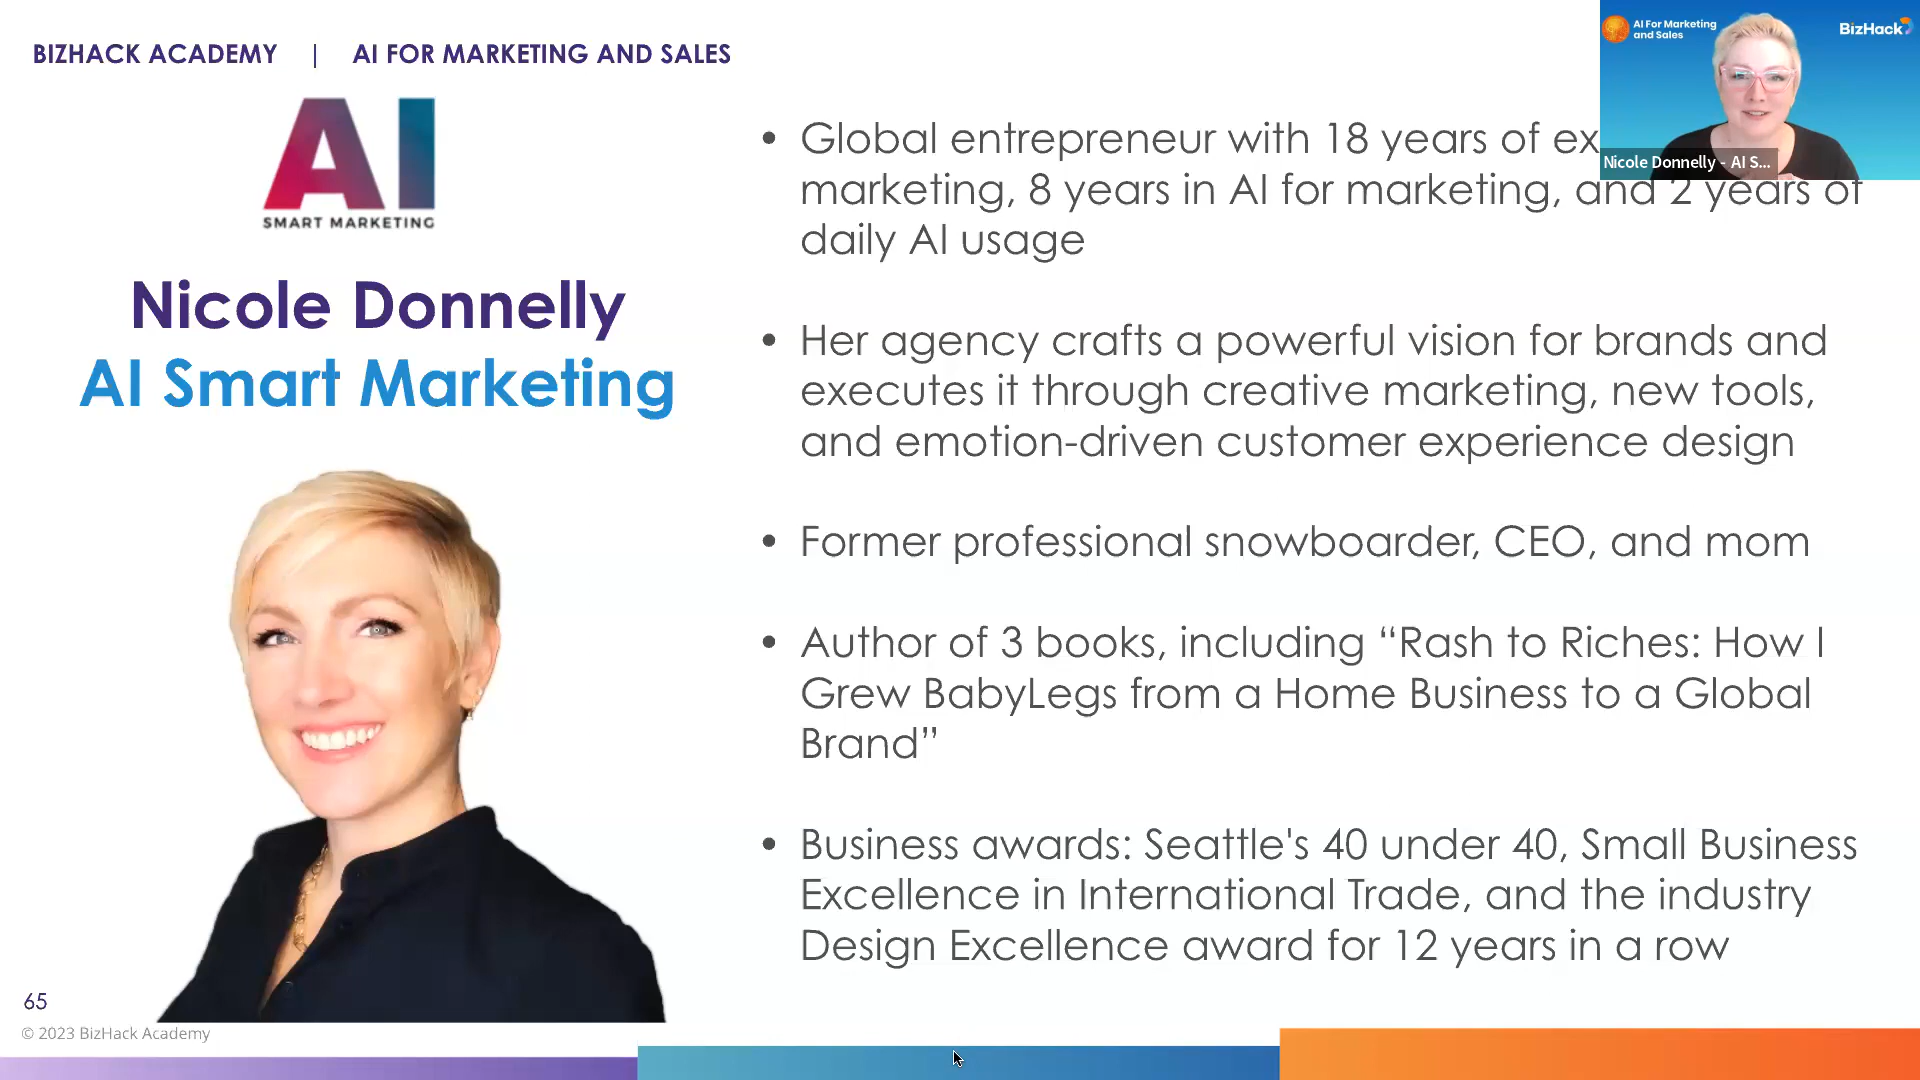 BIZHACK ACADEMY | AI FOR MARKETING AND SALES
AI
SMART MARKETING
Nicole Donnelly
AI Smart Marketing
• Global entrepreneur with 18 years of
marketing, 8 years in AI for marketing, and 2 years of
daily AI usage
• Her agency crafts a powerful vision for brands and
executes it through creative marketing, new tools,
and emotion-driven customer experience design
• Former professional snowboarder, CEO, and mom
• Author of 3 books, including “Rash to Riches: How I
Grew BabyLegs from a Home Business to a Global
Brand”
• Business awards: Seattle's 40 under 40, Small Business
Excellence in International Trade, and the industry
Design Excellence award for 12 years in a row
AI For Marketing
and Sales
BizHack
Nicole Donnelly - AI S...
65
© 2023 BizHack Academy